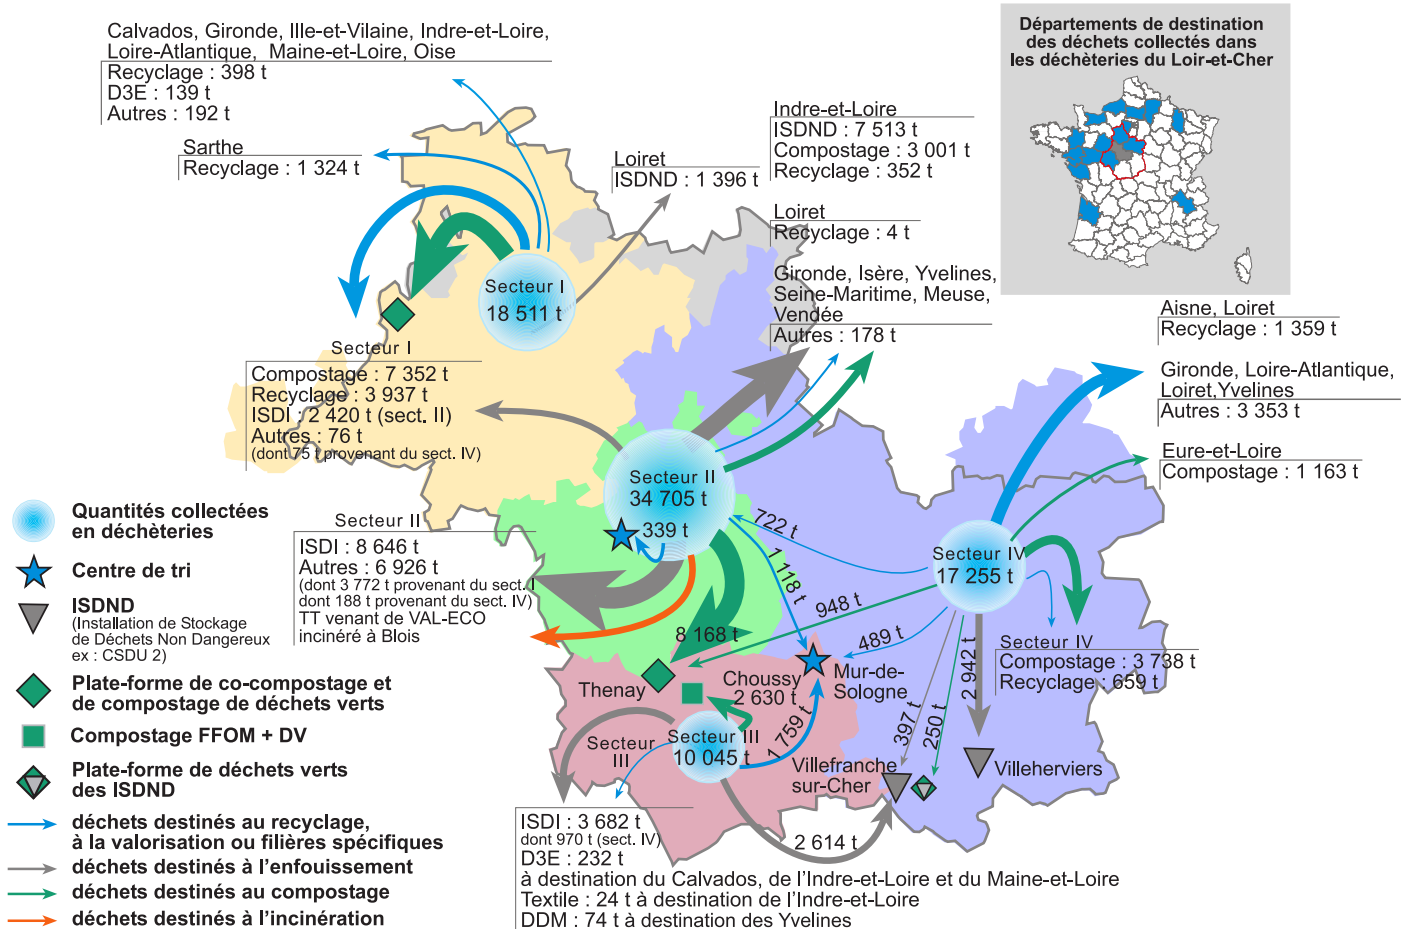 Calvados, Gironde, Ille-et-Vilaine, Indre-et-Loire,
Loire-Atlantique, Maine-et-Loire, Oise
Recyclage : 398 t
D3E : 139 t
Autres : 192 t
Sarthe
Recyclage : 1 324 t
Loiret
ISDND : 1 396 t
Indre-et-Loire
ISDND : 7 513 t
Compostage : 3 001 t
Recyclage : 352 t
Loiret
Recyclage : 4 t
Gironde, Isère, Yvelines,
Seine-Maritime, Meuse,
Vendée
Autres : 178 t
Départements de destination
des déchets collectés dans
les déchèteries du Loir-et-Cher
Aisne, Loiret
Recyclage : 1 359 t
Gironde, Loire-Atlantique,
Loiret,Yvelines
Autres : 3 353 t
Eure-et-Loire
Compostage : 1 163 t
Secteur I
18 511 t
Secteur I
Compostage : 7 352 t
Recyclage : 3 937 t
ISDI : 2 420 t (sect. II)
Autres : 76 t
(dont 75 t provenant du sect. IV)
Secteur II
34 705 t
339 t
Secteur II
ISDI : 8 646 t
Autres : 6 926 t
(dont 3 772 t provenant du sect. I
dont 188 t provenant du sect. IV)
TT venant de VAL-ECO
incinéré à Blois
722 t
1 118 t
948 t
489 t
8 168 t
Secteur IV
17 255 t
Secteur IV
Compostage : 3 738 t
Recyclage : 659 t
2 942 t
397 t
250 t
Thenay
Choussy
2 630 t
Mur-de-
Sologne
Secteur
III
Secteur III
10 045 t
1 759 t
Villefranche
sur-Cher
Villeherviers
2 614 t
ISDI : 3 682 t
dont 970 t (sect. IV)
D3E : 232 t
à destination du Calvados, de l'Indre-et-Loire et du Maine-et-Loire
Textile : 24 t à destination de l'Indre-et-Loire
DDM : 74 t à destination des Yvelines
Quantités collectées
en déchèteries
Centre de tri
ISDND
(Installation de Stockage
de Déchets Non Dangereux
ex : CSDU 2)
Plate-forme de co-compostage et
de compostage de déchets verts
Compostage FFOM + DV
Plate-forme de déchets verts
des ISDND
déchets destinés au recyclage,
à la valorisation ou filières spécifiques
déchets destinés à l'enfouissement
déchets destinés au compostage
déchets destinés à l'incinération